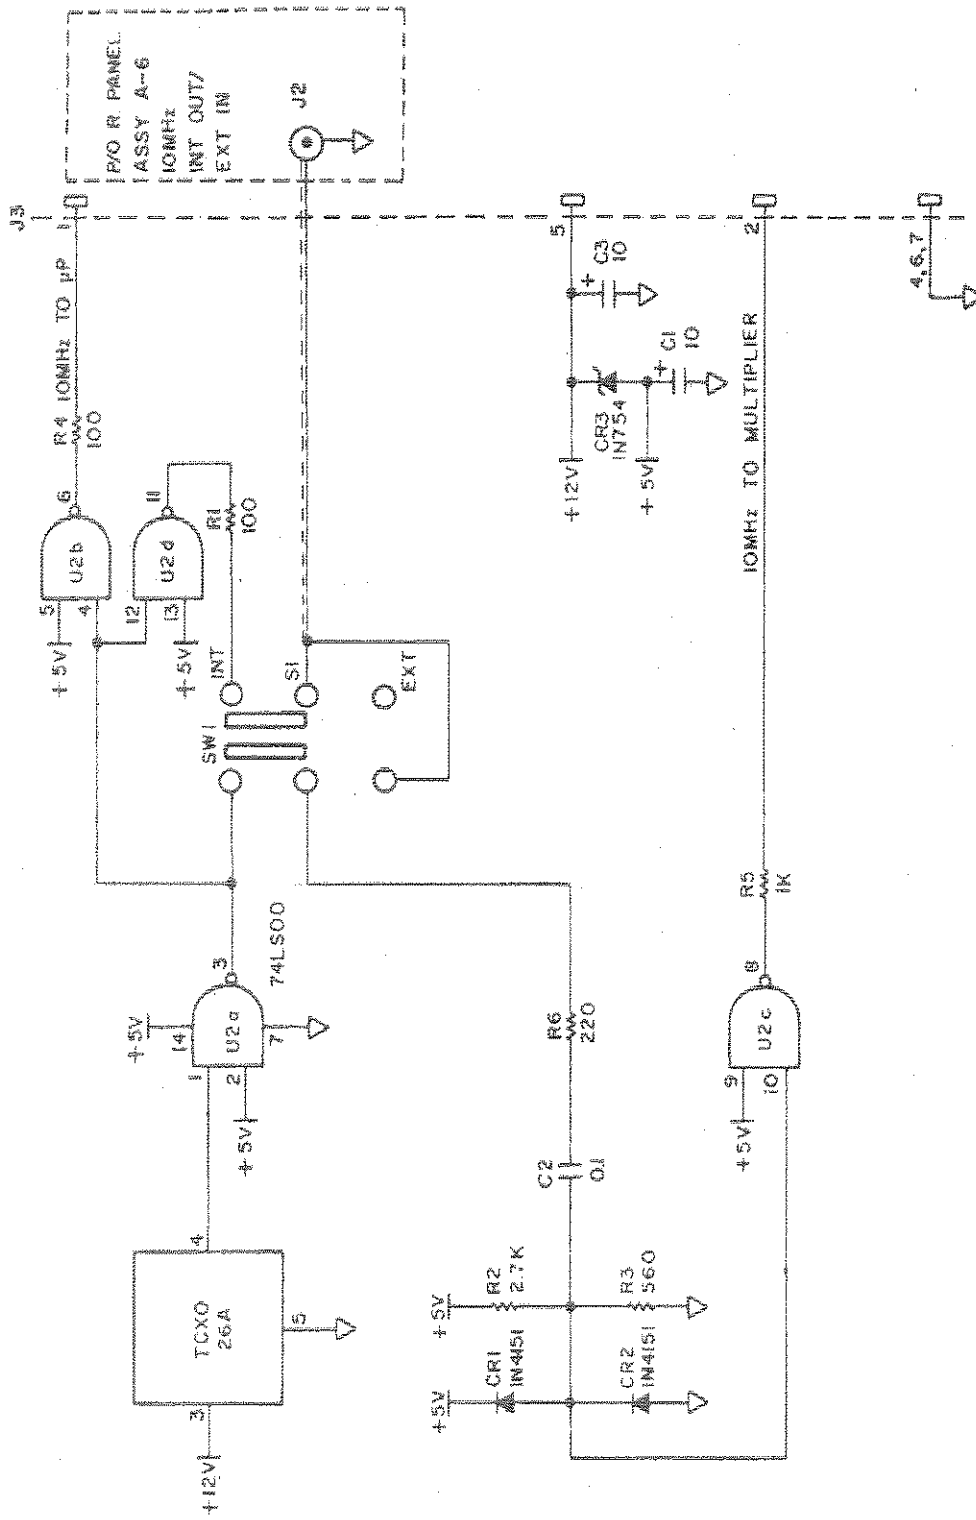 J3
1
P/O R. PANEL
ASSY A-6
10MHz
INT OUT/
EXT IN
J2
R4 10MHz TO µP
100
6
U2b
5
4
+5V
11
U2d
12
13
+5V
R1
100
INT
SW1
S1
EXT
3
74LS00
+5V
14
U2a
7
1
2
+5V
4
TCXO
26A
5
3
+12V
5
C3
+
10
+12V
CR3
1N754
+
C1
10
+5V
2
10MHz TO MULTIPLIER
4,6,7
R5
1K
8
U2c
9
10
+5V
R6
220
C2
0.1
+5V
R2
2.7K
R3
560
+5V
CR1
1N4151
CR2
1N4151